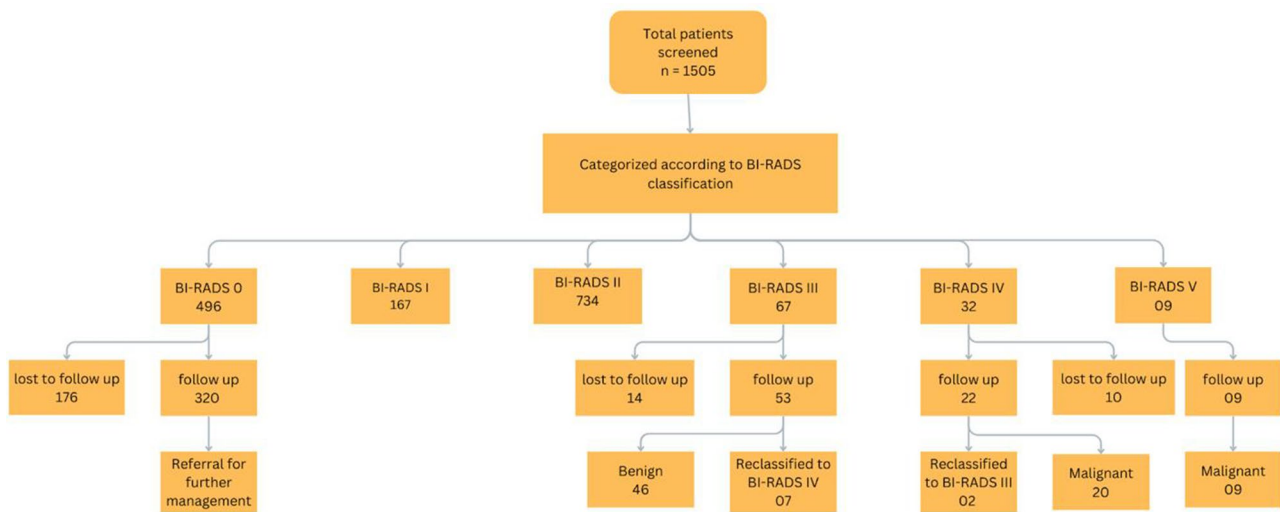 Total patients
screened
n = 1505
Categorized according to BI-RADS
classification
BI-RADS 0
496
BI-RADS I
167
BI-RADS II
734
BI-RADS III
67
BI-RADS IV
32
BI-RADS V
09
lost to follow up
176
follow up
320
lost to follow up
14
follow up
53
follow up
22
lost to follow up
10
follow up
09
Referral for
further
management
Benign
46
Reclassified
to BI-RADS IV
07
Reclassified
to BI-RADS III
02
Malignant
20
Malignant
09